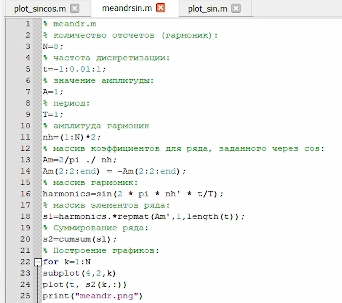 plot_sincos.m
meandrsin.m
plot_sin.m
1 % meandr.m
2 % количество отсчетов (гармоник):
3 N=8;
4 % частота дискретизации:
5 t=-1:0.01:1;
6 % значение амплитуды:
7 A=1;
8 % период:
9 T=1;
10 % амплитуда гармоник
11 nh=(1:N)*2;
12 % массив коэффициентов для ряда, заданного через cos:
13 Am=2/pi ./ nh;
14 Am(2:2:end) = -Am(2:2:end);
15 % массив гармоник:
16 harmonics=sin(2 * pi * nh' * t/T);
17 % массив элементов ряда:
18 s1=harmonics.*repmat(Am',1,length(t));
19 % Суммирование ряда:
20 s2=cumsum(s1);
21 % Построение графиков:
22 for k=1:N
23 subplot(4,2,k)
24 plot(t, s2(k,:))
25 print("meandr.png")